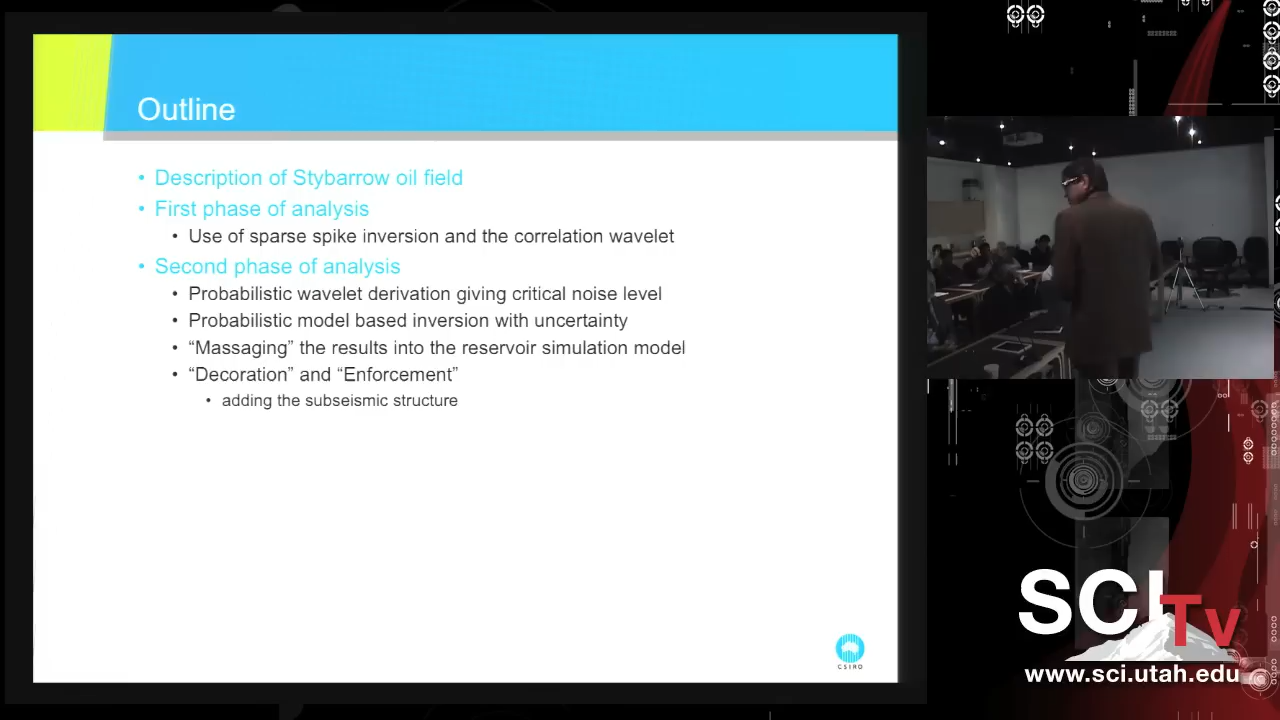 Outline
• Description of Stybarrow oil field
• First phase of analysis
• Use of sparse spike inversion and the correlation wavelet
• Second phase of analysis
• Probabilistic wavelet derivation giving critical noise level
• Probabilistic model based inversion with uncertainty
• “Massaging” the results into the reservoir simulation model
• “Decoration” and “Enforcement”
• adding the subseismic structure
CSIRO
SCI
Tv
www.sci.utah.edu